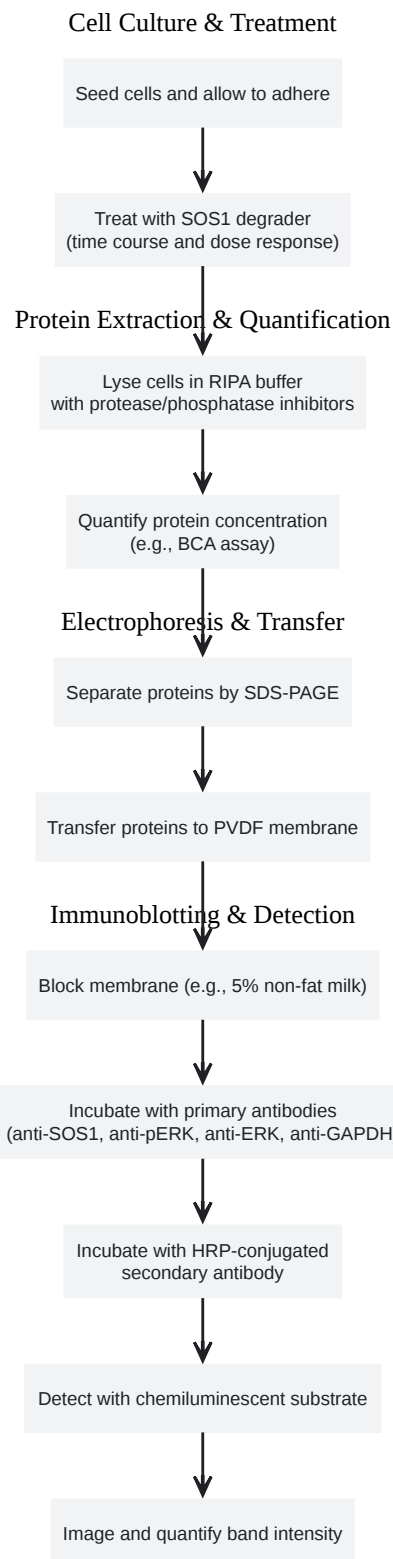 Cell Culture & Treatment
Seed cells and allow to adhere
Treat with SOS1 degrader
(time course and dose response)
Protein Extraction & Quantification
Lyse cells in RIPA buffer
with protease/phosphatase inhibitors
Quantify protein concentration
(e.g., BCA assay)
Electrophoresis & Transfer
Separate proteins by SDS-PAGE
Transfer proteins to PVDF membrane
Immunoblotting & Detection
Block membrane (e.g., 5% non-fat milk)
Incubate with primary antibodies
(anti-SOS1, anti-pERK, anti-ERK, anti-GAPDH
Incubate with HRP-conjugated
secondary antibody
Detect with chemiluminescent substrate
Image and quantify band intensity